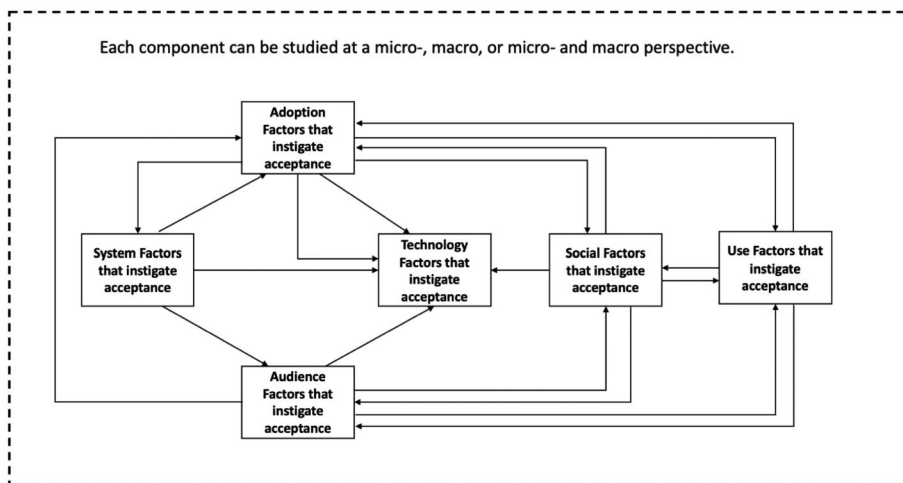 Each component can be studied at a micro-, macro, or micro- and macro perspective.
Adoption
Factors that
instigate
acceptance
System Factors
that instigate
acceptance
Technology
Factors that
instigate
acceptance
Social Factors
that instigate
acceptance
Use Factors that
instigate
acceptance
Audience
Factors that
instigate
acceptance